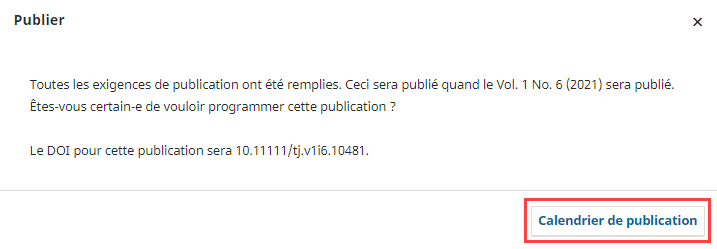 Publier
Toutes les exigences de publication ont été remplies. Ceci sera publié quand le Vol. 1 No. 6 (2021) sera publié.
Êtes-vous certain-e de vouloir programmer cette publication ?
Le DOI pour cette publication sera 10.11111/tj.v1i6.10481.
Calendrier de publication